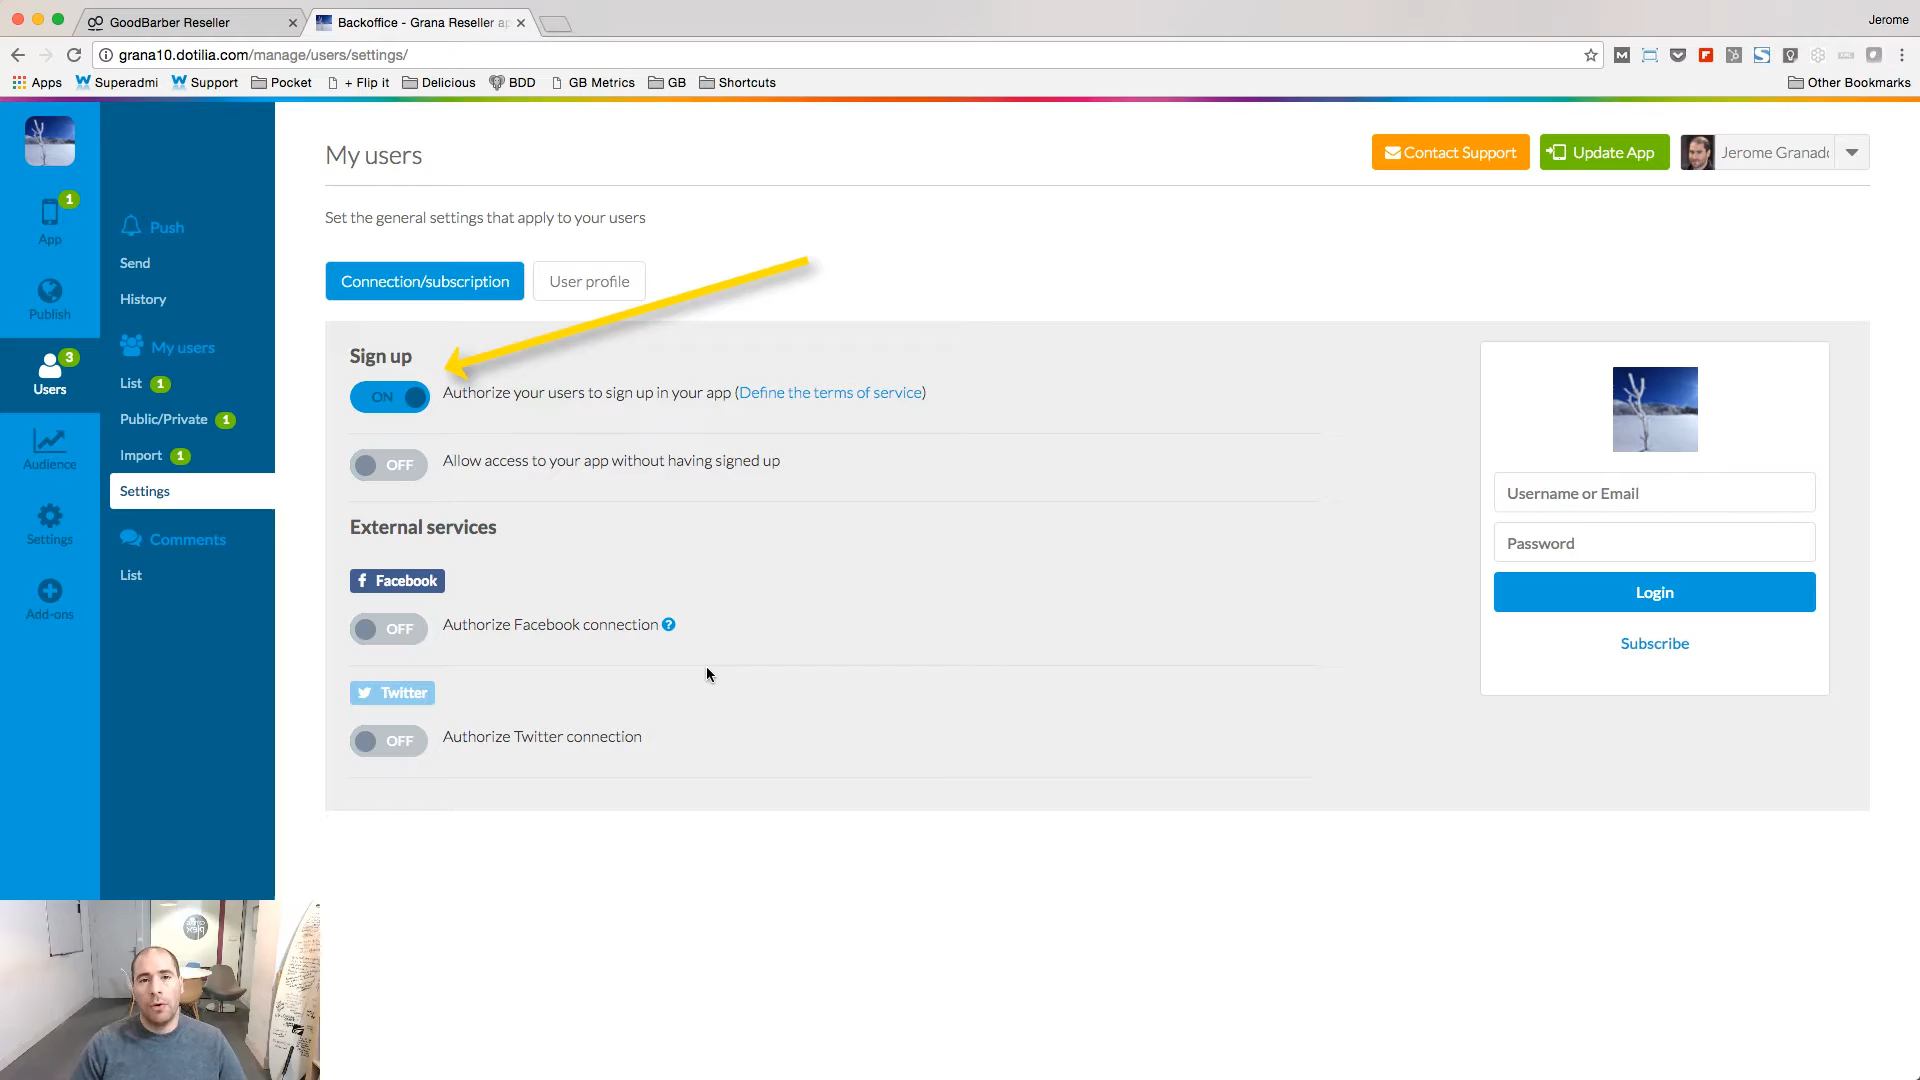 GoodBarber Reseller
Backoffice - Grana Reseller ap
Jerome
grana10.dotilia.com/manage/users/settings/
Apps
Superadmi
Support
Pocket
+ Flip it
Delicious
BDD
GB Metrics
GB
Shortcuts
Other Bookmarks
1
App
Publish
3
Users
Audience
Settings
Add-ons
Push
Send
History
My users
List 1
Public/Private 1
Import 1
Settings
Comments
List
My users
Contact Support
Update App
Jerome Granado
Set the general settings that apply to your users
Connection/subscription
User profile
Sign up
ON
Authorize your users to sign up in your app (Define the terms of service)
OFF
Allow access to your app without having signed up
External services
f Facebook
OFF
Authorize Facebook connection ?
Twitter
OFF
Authorize Twitter connection
Username or Email
Password
Login
Subscribe